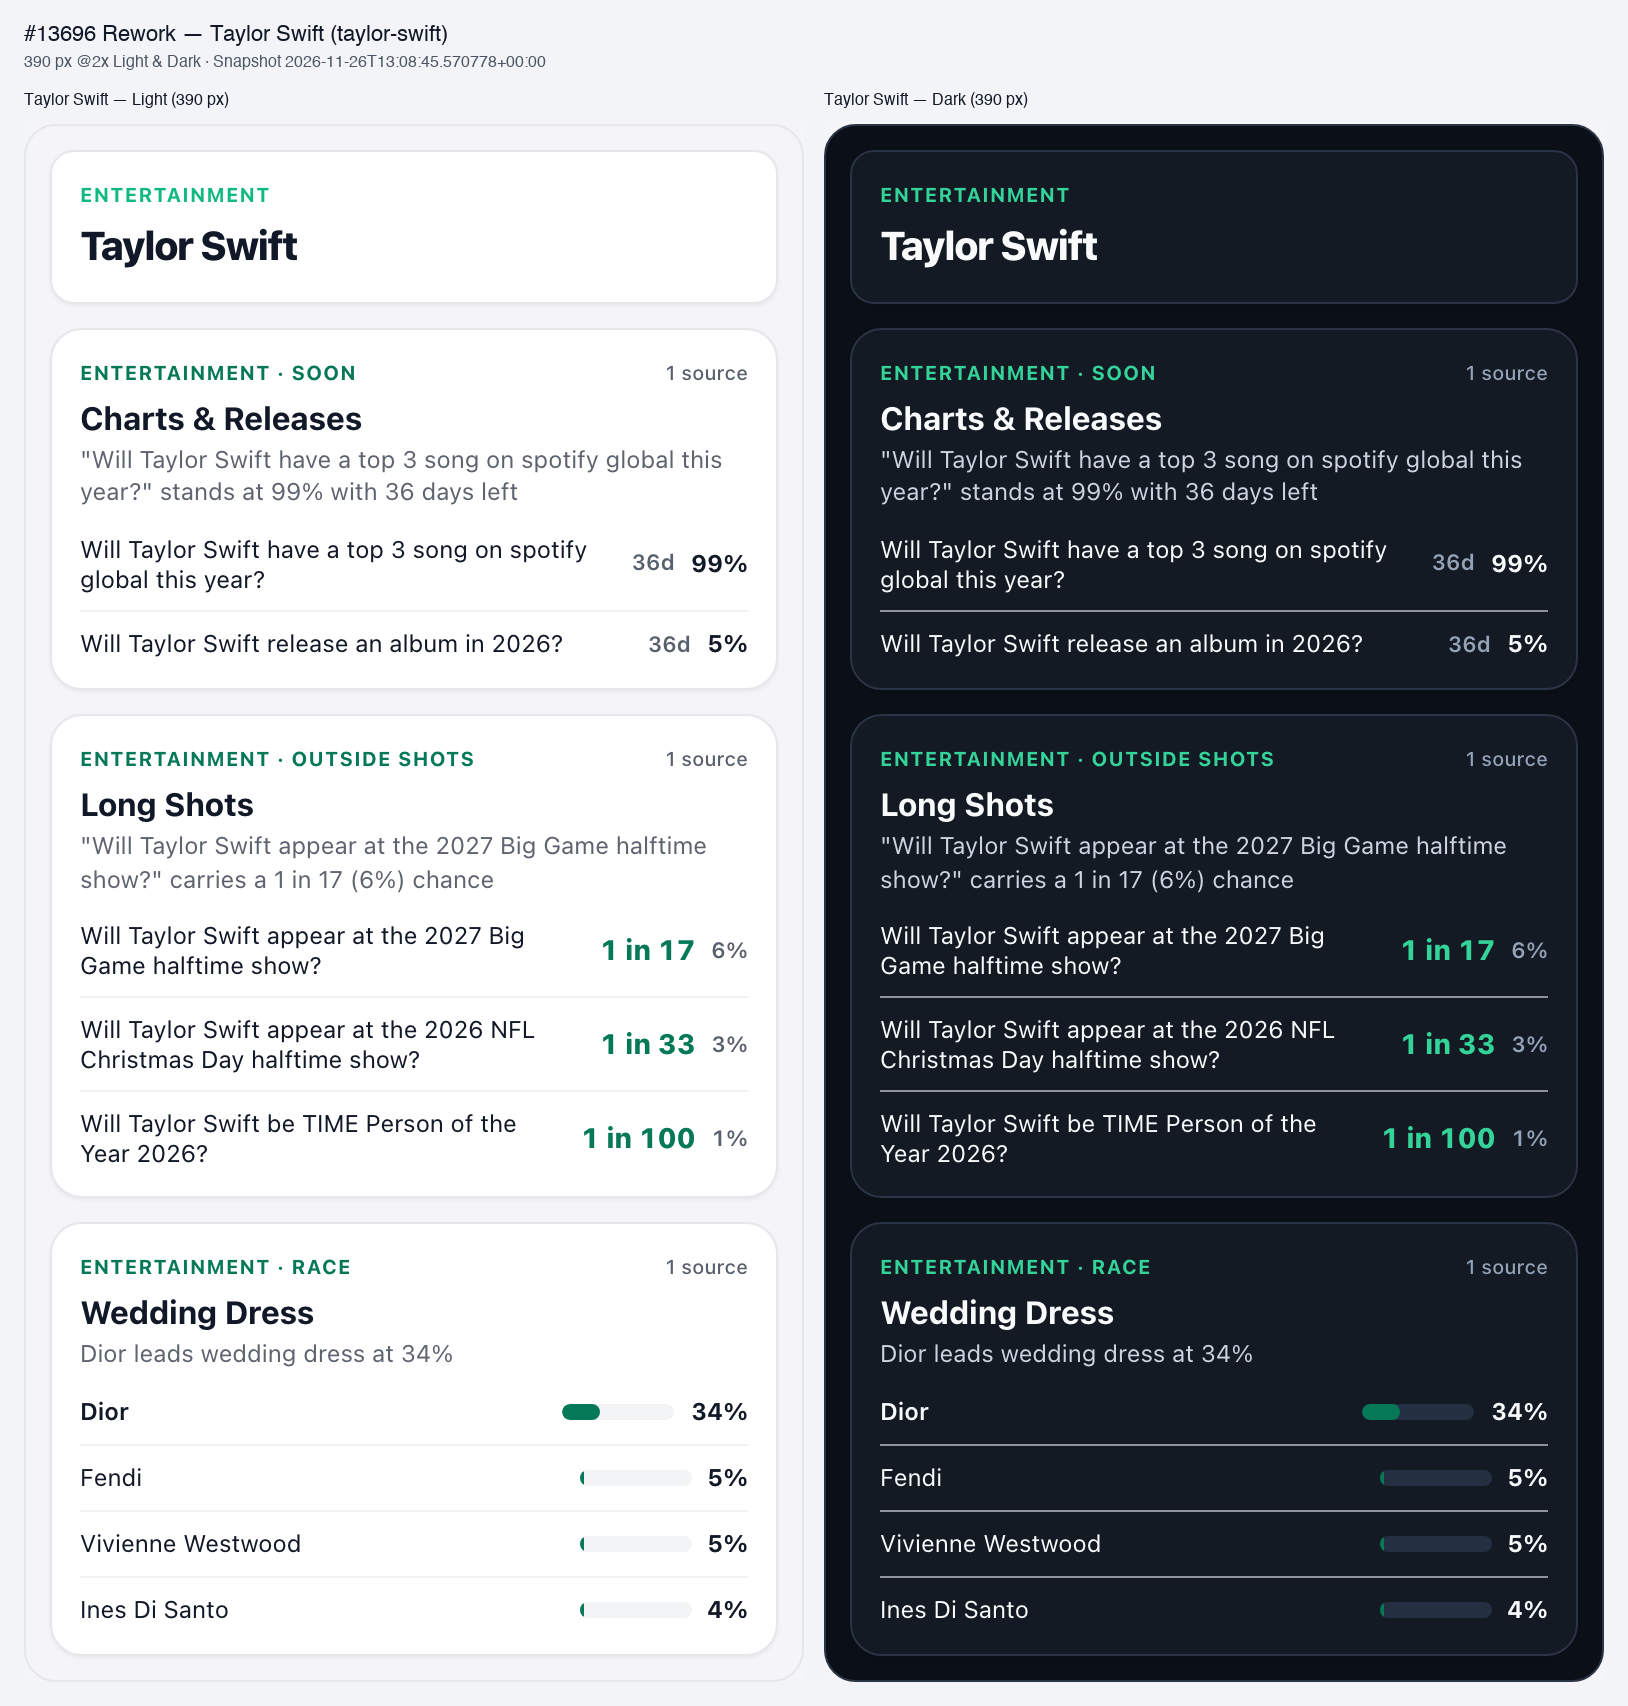 #13696 Rework — Taylor Swift (taylor-swift)
390 px @2x Light & Dark · Snapshot 2026-11-26T13:08:45.570778+00:00
Taylor Swift — Light (390 px)
ENTERTAINMENT
Taylor Swift
ENTERTAINMENT · SOON 1 source
Charts & Releases
"Will Taylor Swift have a top 3 song on spotify global this
year?" stands at 99% with 36 days left
Will Taylor Swift have a top 3 song on spotify
global this year?
36d 99%
Will Taylor Swift release an album in 2026? 36d 5%
ENTERTAINMENT · OUTSIDE SHOTS 1 source
Long Shots
"Will Taylor Swift appear at the 2027 Big Game halftime
show?" carries a 1 in 17 (6%) chance
Will Taylor Swift appear at the 2027 Big
Game halftime show?
1 in 17 6%
Will Taylor Swift appear at the 2026 NFL
Christmas Day halftime show?
1 in 33 3%
Will Taylor Swift be TIME Person of the
Year 2026?
1 in 100 1%
ENTERTAINMENT · RACE 1 source
Wedding Dress
Dior leads wedding dress at 34%
Dior 34%
Fendi 5%
Vivienne Westwood 5%
Ines Di Santo 4%
Taylor Swift — Dark (390 px)
ENTERTAINMENT
Taylor Swift
ENTERTAINMENT · SOON 1 source
Charts & Releases
"Will Taylor Swift have a top 3 song on spotify global this
year?" stands at 99% with 36 days left
Will Taylor Swift have a top 3 song on spotify
global this year?
36d 99%
Will Taylor Swift release an album in 2026? 36d 5%
ENTERTAINMENT · OUTSIDE SHOTS 1 source
Long Shots
"Will Taylor Swift appear at the 2027 Big Game halftime
show?" carries a 1 in 17 (6%) chance
Will Taylor Swift appear at the 2027 Big
Game halftime show?
1 in 17 6%
Will Taylor Swift appear at the 2026 NFL
Christmas Day halftime show?
1 in 33 3%
Will Taylor Swift be TIME Person of the
Year 2026?
1 in 100 1%
ENTERTAINMENT · RACE 1 source
Wedding Dress
Dior leads wedding dress at 34%
Dior 34%
Fendi 5%
Vivienne Westwood 5%
Ines Di Santo 4%